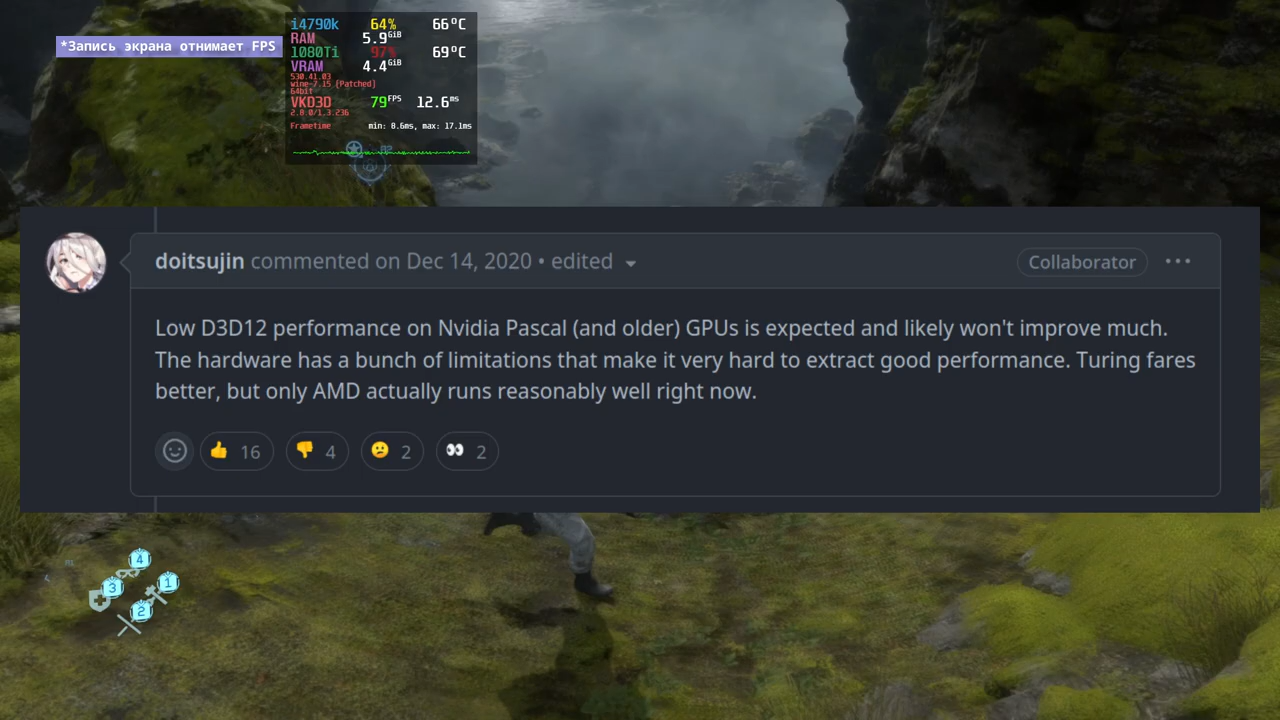 *Запись экрана отнимает FPS
i4790k 64% 66°C
RAM 5.9GiB
1080Ti 97% 69°C
VRAM 4.4GiB
530.41.03
wine-7.15 [Patched]
64bit
VKD3D 79FPS 12.6ms
2.8.0/1.3.236
Frametime min: 8.6ms, max: 17.1ms
doitsujin commented on Dec 14, 2020 • edited
Collaborator
Low D3D12 performance on Nvidia Pascal (and older) GPUs is expected and likely won't improve much.
The hardware has a bunch of limitations that make it very hard to extract good performance. Turing fares
better, but only AMD actually runs reasonably well right now.
16 4 2 2
4
3 1
2